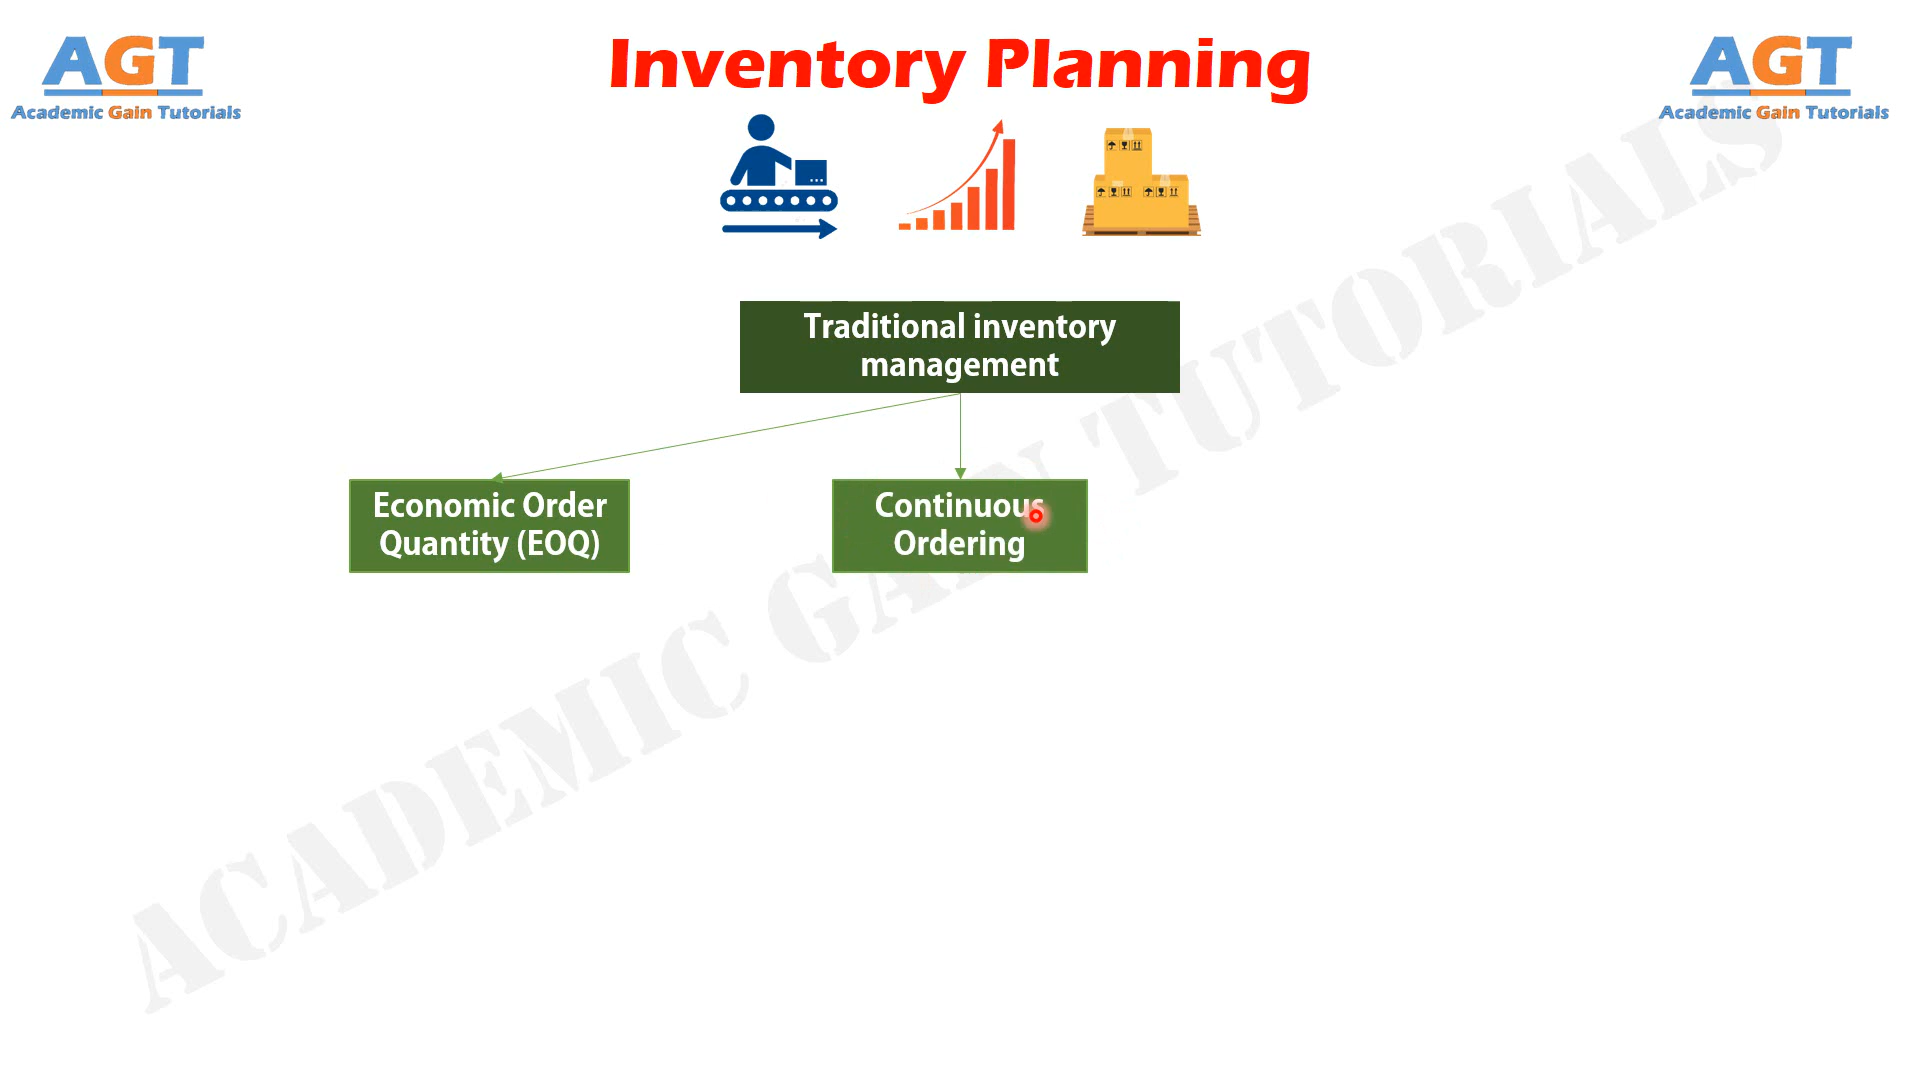 AGT
Academic Gain Tutorials
Inventory Planning
AGT
Academic Gain Tutorials
Traditional inventory
management
Economic Order
Quantity (EOQ)
Continuous
Ordering
ACADEMIC GAIN TUTORIALS